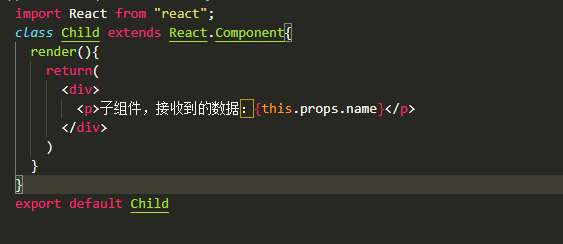 import React from "react";
class Child extends React.Component{
  render(){
    return(
      <div>
        <p>子组件，接收到的数据：{this.props.name}</p>
      </div>
    )
  }
}
export default Child